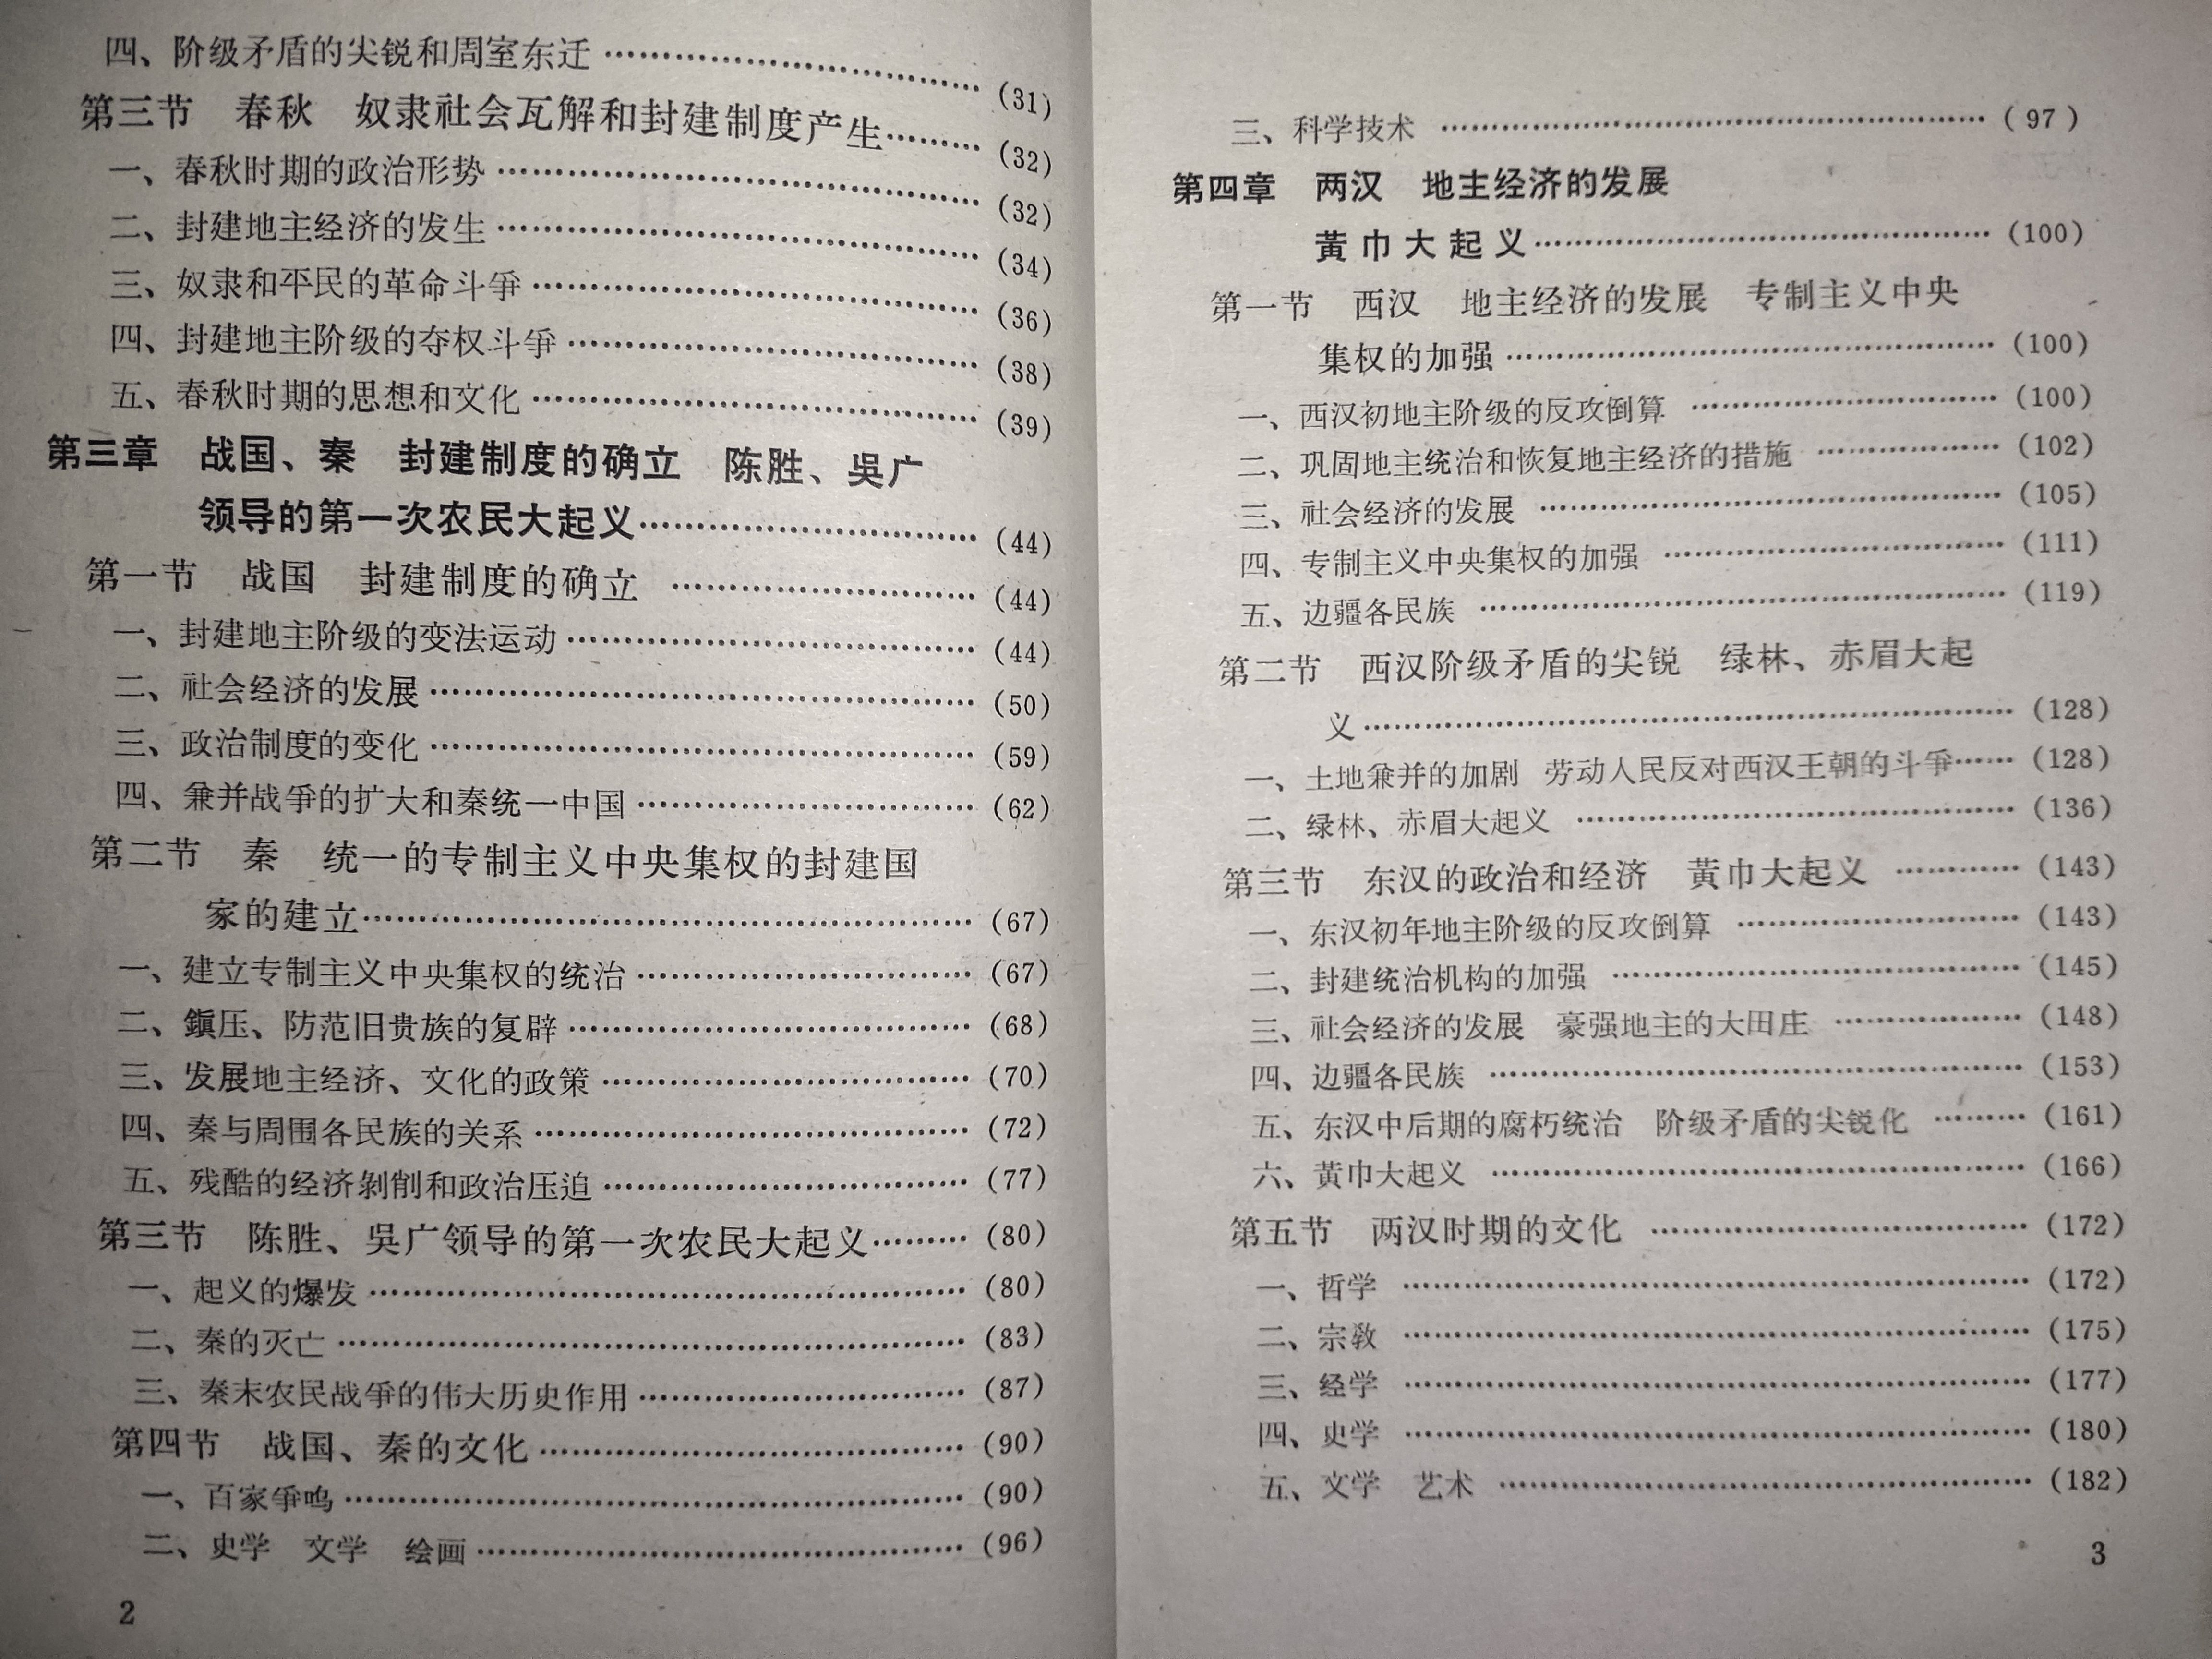 四、阶级矛盾的尖锐和周室东迁……………………(31)
第三节　春秋　奴隶社会瓦解和封建制度产生………(32)
一、春秋时期的政治形势……………………………(32)
二、封建地主经济的发生……………………………(34)
三、奴隶和平民的革命斗爭…………………………(36)
四、封建地主阶级的夺权斗爭………………………(38)
五、春秋时期的思想和文化…………………………(39)
第三章　战国、秦　封建制度的确立　陈胜、吳广
领导的第一次农民大起义…………………(44)
第一节　战国　封建制度的确立 …………………(44)
一、封建地主阶级的变法运动………………………(44)
二、社会经济的发展…………………………………(50)
三、政治制度的变化…………………………………(59)
四、兼并战爭的扩大和秦统一中国…………………(62)
第二节　秦　统一的专制主义中央集权的封建国
家的建立……………………………………(67)
一、建立专制主义中央集权的统治…………………(67)
二、鎭压、防范旧贵族的复辟………………………(68)
三、发展地主经济、文化的政策……………………(70)
四、秦与周围各民族的关系…………………………(72)
五、残酷的经济剝削和政治压迫……………………(77)
第三节　陈胜、吳广领导的第一次农民大起义………(80)
一、起义的爆发………………………………………(80)
二、秦的灭亡…………………………………………(83)
三、秦末农民战爭的伟大历史作用…………………(87)
第四节　战国、秦的文化……………………………(90)
一、百家爭鸣…………………………………………(90)
二、史学　文学　绘画………………………………(96)
2
三、科学技术 …………………………………………( 97 )
第四章　两汉　地主经济的发展
黃巾大起义……………………………………(100)
第一节　西汉　地主经济的发展　专制主义中央
集权的加强……………………………………(100)
一、西汉初地主阶级的反攻倒算 ……………………(100)
二、巩固地主统治和恢复地主经济的措施 …………(102)
三、社会经济的发展 …………………………………(105)
四、专制主义中央集权的加强 ………………………(111)
五、边疆各民族 ………………………………………(119)
第二节　西汉阶级矛盾的尖锐　绿林、赤眉大起
义………………………………………………(128)
一、土地兼并的加剧　劳动人民反对西汉王朝的斗爭……(128)
二、绿林、赤眉大起义 ………………………………(136)
第三节　东汉的政治和经济　黃巾大起义 …………(143)
一、东汉初年地主阶级的反攻倒算 …………………(143)
二、封建统治机构的加强 ……………………………(145)
三、社会经济的发展　豪强地主的大田庄 …………(148)
四、边疆各民族 ………………………………………(153)
五、东汉中后期的腐朽统治　阶级矛盾的尖锐化 ………(161)
六、黃巾大起义 ………………………………………(166)
第五节　两汉时期的文化 ……………………………(172)
一、哲学 ………………………………………………(172)
二、宗敎 ………………………………………………(175)
三、经学 ………………………………………………(177)
四、史学 ………………………………………………(180)
五、文学　艺术 ………………………………………(182)
3